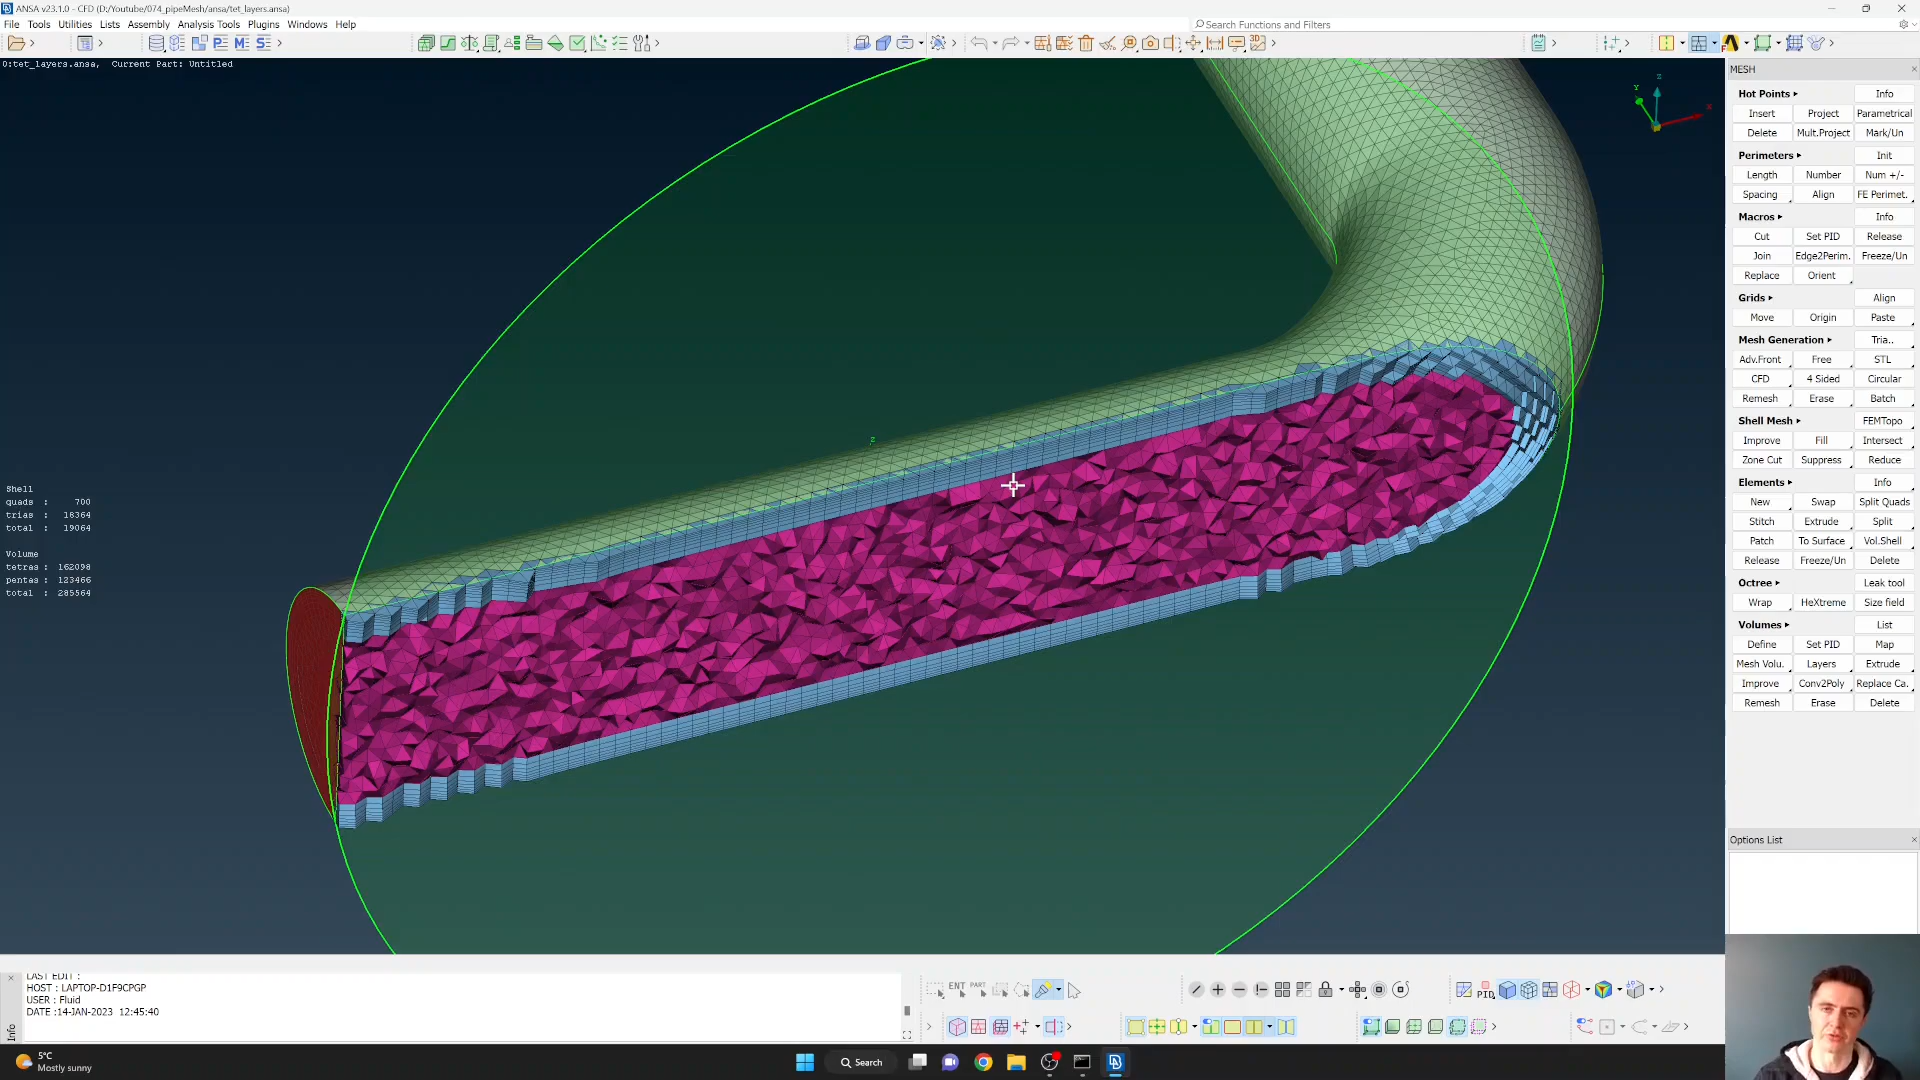 ANSA v23.1.0 - CFD (D:/Youtube/074_pipeMesh/ansa/tet_layers.ansa)
File Tools Utilities Lists Assembly Analysis Tools Plugins Windows Help
Search Functions and Filters
0:tet_layers.ansa, Current Part: Untitled
MESH
Hot Points Info
Insert Project Parametrical
Delete Mult.Project Mark/Un
Perimeters Init
Length Number Num +/-
Spacing Align FE Perimet.
Macros Info
Cut Set PID Release
Join Edge2Perim. Freeze/Un
Replace Orient
Grids Align
Move Origin Paste
Mesh Generation Tria..
Adv.Front Free STL
CFD 4 Sided Circular
Remesh Erase Batch
Shell Mesh FEMTopo
Improve Fill Intersect
Zone Cut Suppress Reduce
Elements Info
New Swap Split Quads
Stitch Extrude Split
Patch To Surface Vol.Shell
Release Freeze/Un Delete
Octree Leak tool
Wrap HeXtreme Size field
Volumes List
Define Set PID Map
Mesh Volu. Layers Extrude
Improve Conv2Poly Replace Ca.
Remesh Erase Delete
Options List
Z
Y
X
Shell
quads : 700
trias : 18364
total : 19064
Volume
tetras : 162098
pentas : 123466
total : 285564
LAST EDIT :
HOST : LAPTOP-D1F9CPGP
USER : Fluid
DATE :14-JAN-2023 12:45:40
Info
ENT PART
PID
5°C
Mostly sunny
Search